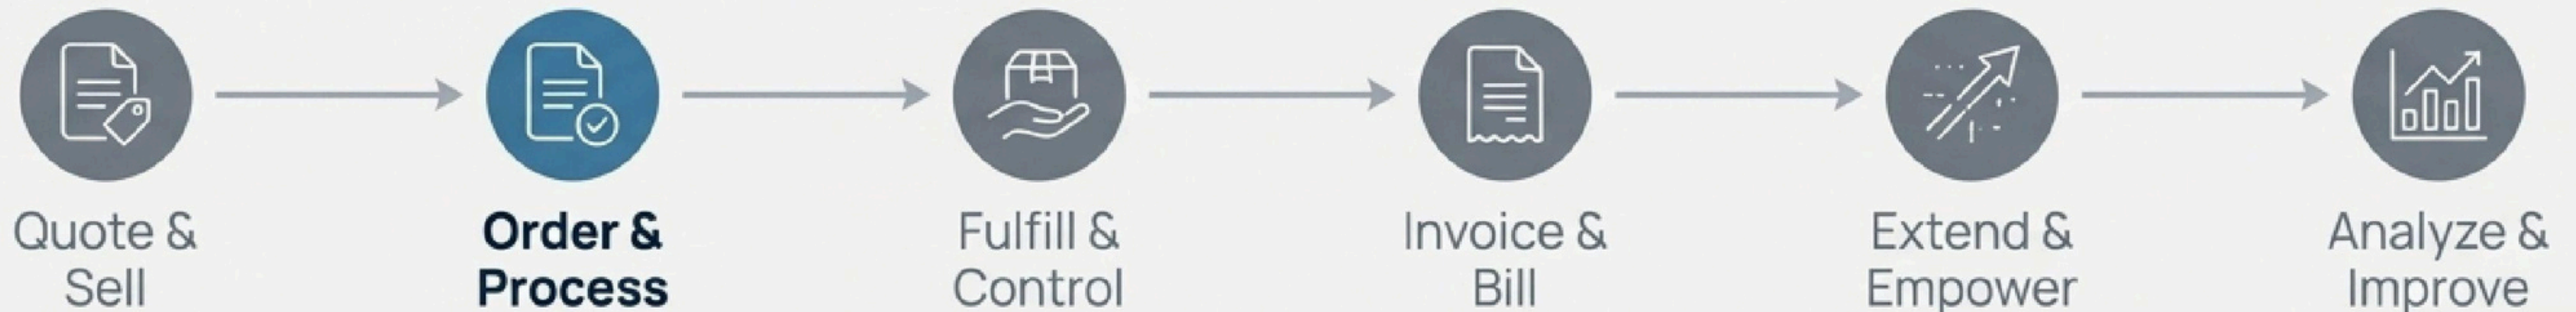 Quote &
Sell
Order &
Process
Fulfill &
Control
Invoice &
Bill
Extend &
Empower
Analyze &
Improve